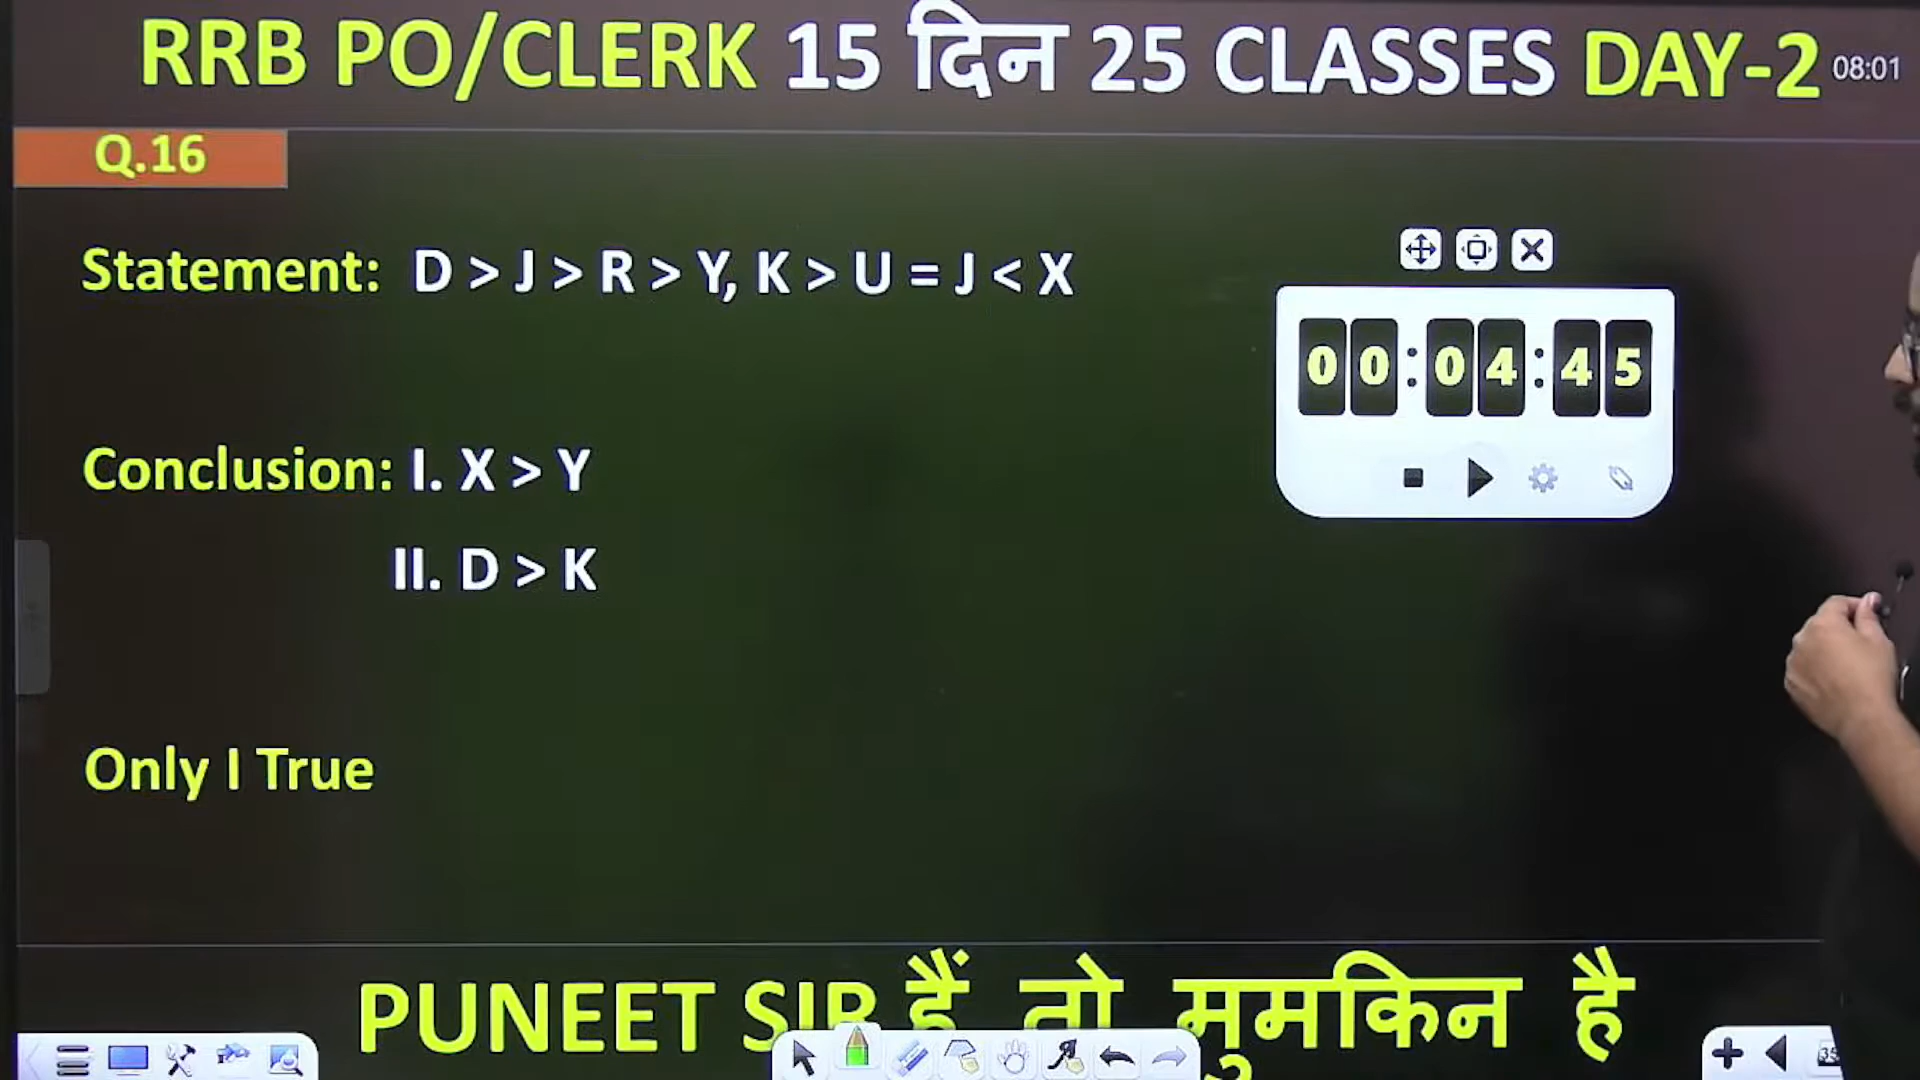 RRB PO/CLERK 15 दिन 25 CLASSES DAY-2 08:01
Q.16
Statement: D > J > R > Y, K > U = J < X
00:04:45
Conclusion: I. X > Y
II. D > K
Only I True
PUNEET SIR हैं तो मुमकिन है